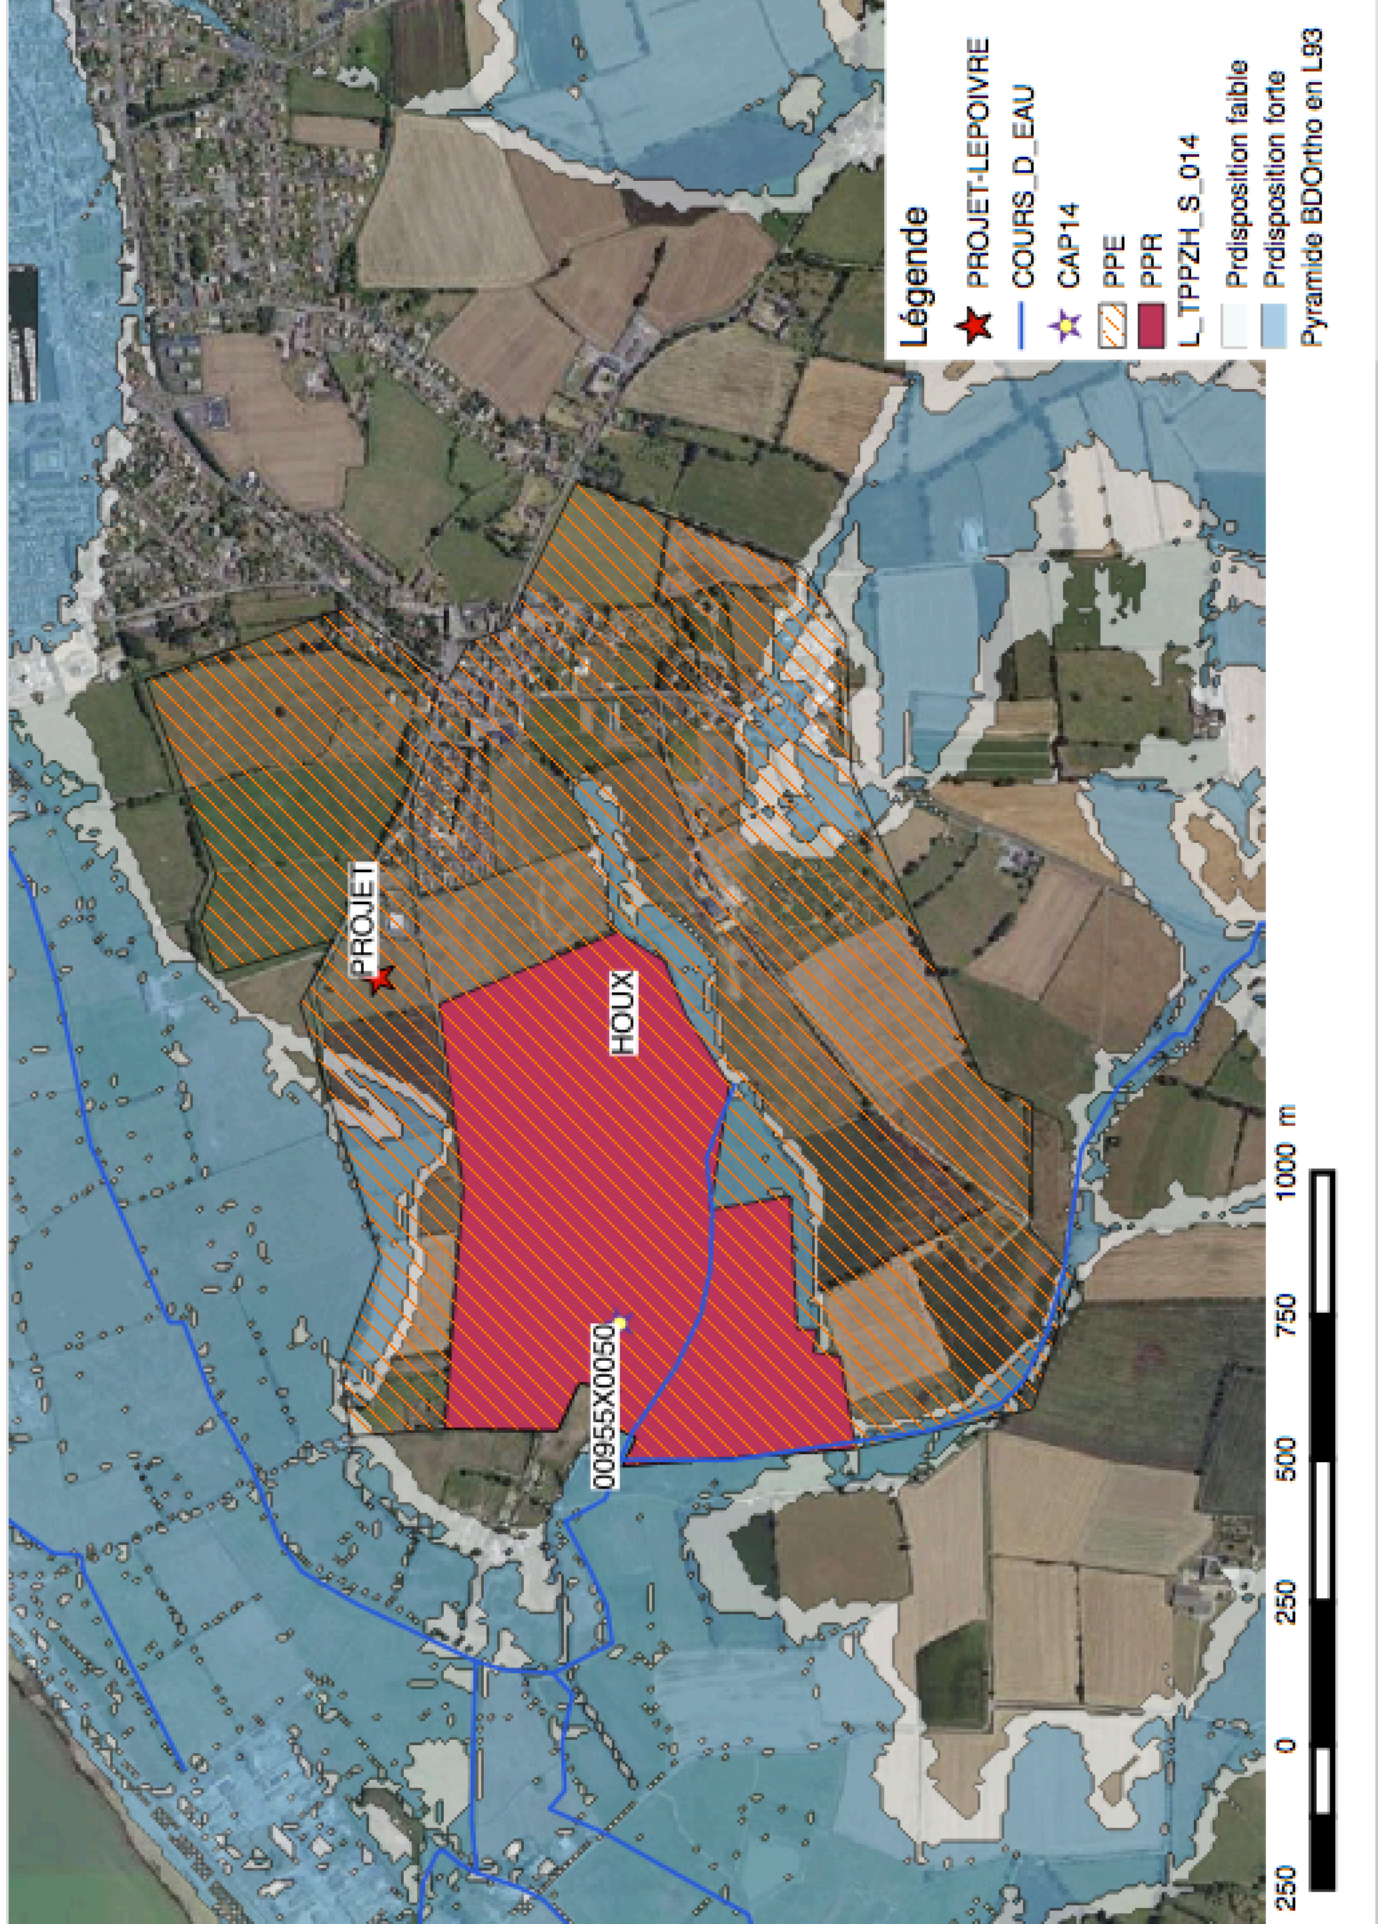 PROJET
HOUX
00955X0050
Légende
PROJET-LEPOIVRE
COURS_D_EAU
CAP14
PPE
PPR
L_TPPZH_S_014
Prdisposition faible
Prdisposition forte
Pyramide BDOrtho en L93
250 0 250 500 750 1000 m